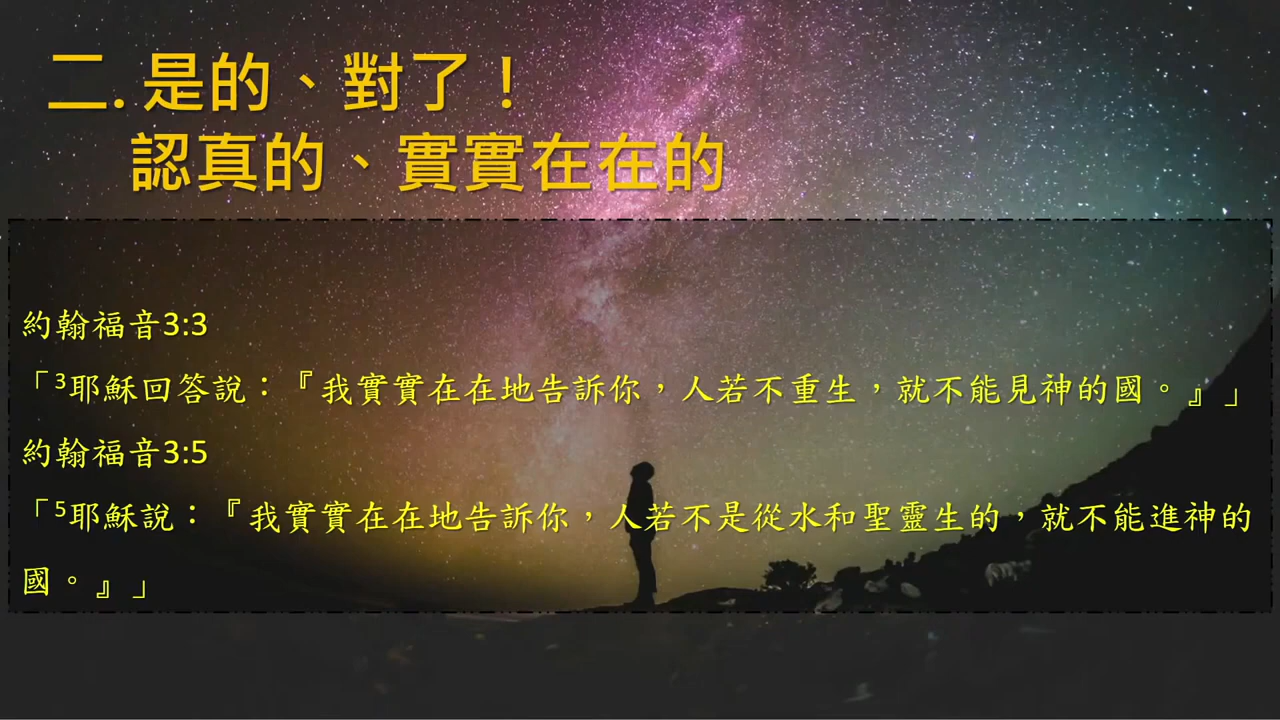 二. 是的、對了！
認真的、實實在在的
約翰福音3:3
「³耶穌回答說：『我實實在在地告訴你，人若不重生，就不能見神的國。』」
約翰福音3:5
「⁵耶穌說：『我實實在在地告訴你，人若不是從水和聖靈生的，就不能進神的
國。』」